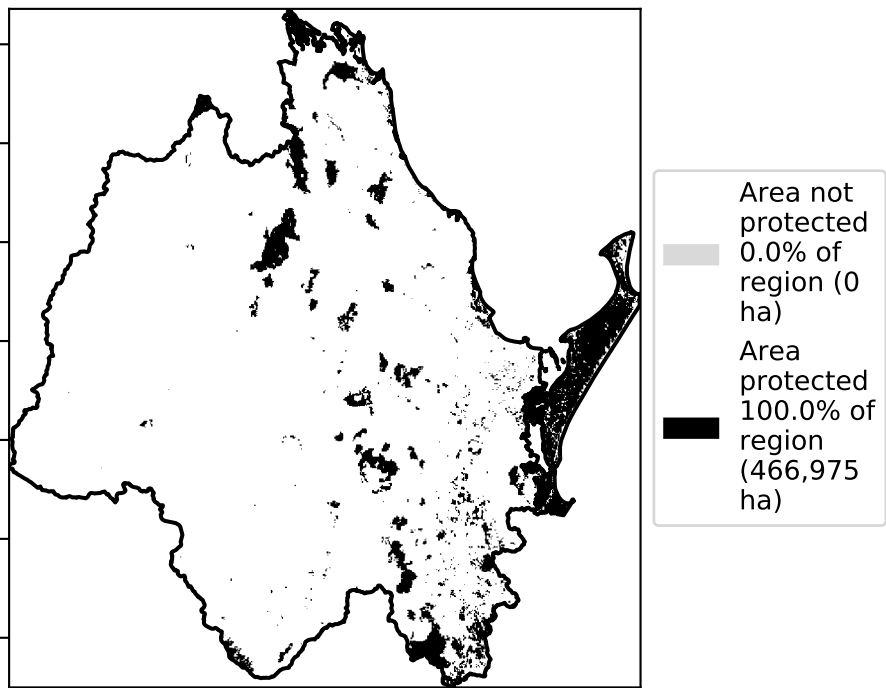 Area not
protected
0.0% of
region (0
ha)
Area
protected
100.0% of
region
(466,975
ha)